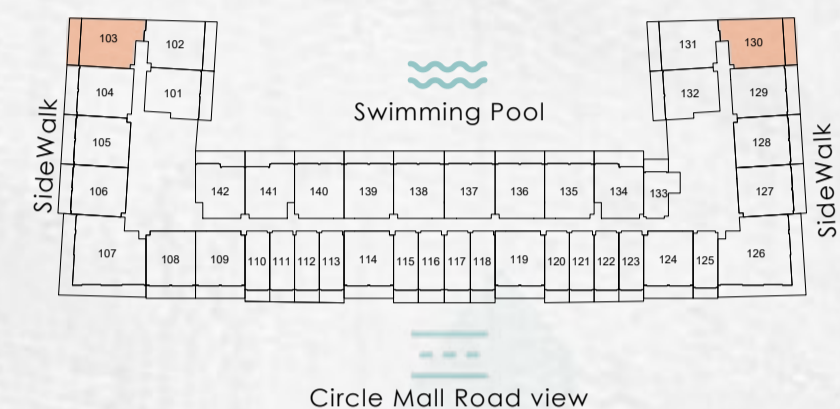 103 102 131 130
104 101 132 129
Swimming Pool
SideWalk
SideWalk
105 128
106 142 141 140 139 138 137 136 135 134 133 127
107 108 109 110 111 112 113 114 115 116 117 118 119 120 121 122 123 124 125 126
Circle Mall Road view